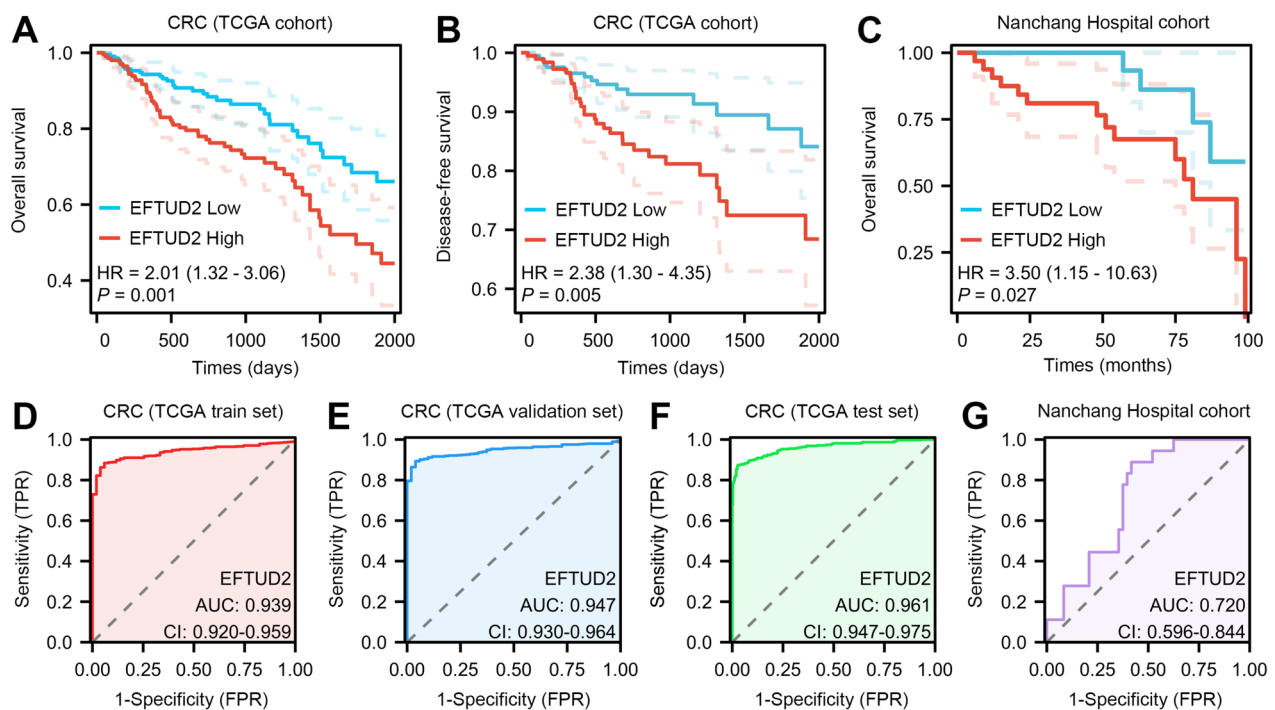 A
CRC (TCGA cohort)
Overall survival
1.0
0.8
0.6
0.4
EFTUD2 Low
EFTUD2 High
HR = 2.01 (1.32 - 3.06)
P = 0.001
0
500
1000
1500
2000
Times (days)
B
CRC (TCGA cohort)
Disease-free survival
1.0
0.9
0.8
0.7
0.6
EFTUD2 Low
EFTUD2 High
HR = 2.38 (1.30 - 4.35)
P = 0.005
0
500
1000
1500
2000
Times (days)
C
Nanchang Hospital cohort
Overall survival
1.00
0.75
0.50
0.25
EFTUD2 Low
EFTUD2 High
HR = 3.50 (1.15 - 10.63)
P = 0.027
0
25
50
75
100
Times (months)
D
CRC (TCGA train set)
Sensitivity (TPR)
1.0
0.8
0.6
0.4
0.2
0.0
EFTUD2
AUC: 0.939
CI: 0.920-0.959
0.00
0.25
0.50
0.75
1.00
1-Specificity (FPR)
E
CRC (TCGA validation set)
Sensitivity (TPR)
1.0
0.8
0.6
0.4
0.2
0.0
EFTUD2
AUC: 0.947
CI: 0.930-0.964
0.00
0.25
0.50
0.75
1.00
1-Specificity (FPR)
F
CRC (TCGA test set)
Sensitivity (TPR)
1.0
0.8
0.6
0.4
0.2
0.0
EFTUD2
AUC: 0.961
CI: 0.947-0.975
0.00
0.25
0.50
0.75
1.00
1-Specificity (FPR)
G
Nanchang Hospital cohort
Sensitivity (TPR)
1.0
0.8
0.6
0.4
0.2
0.0
EFTUD2
AUC: 0.720
CI: 0.596-0.844
0.00
0.25
0.50
0.75
1.00
1-Specificity (FPR)